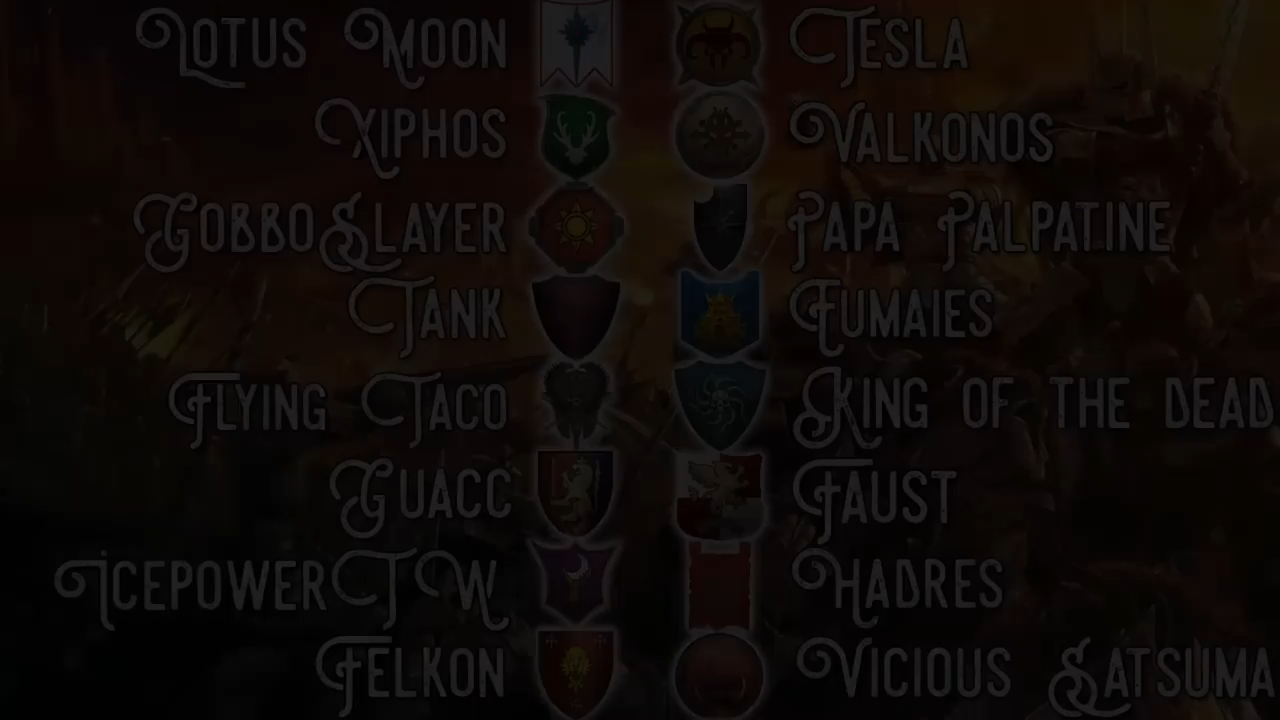 Lotus Moon Tesla
Xiphos Valkonos
GobboSlayer Papa Palpatine
Tank Fumaies
Flying Taco King of the Dead
Guacc Faust
IcepowerTW Hadres
Felkon Vicious Satsuma